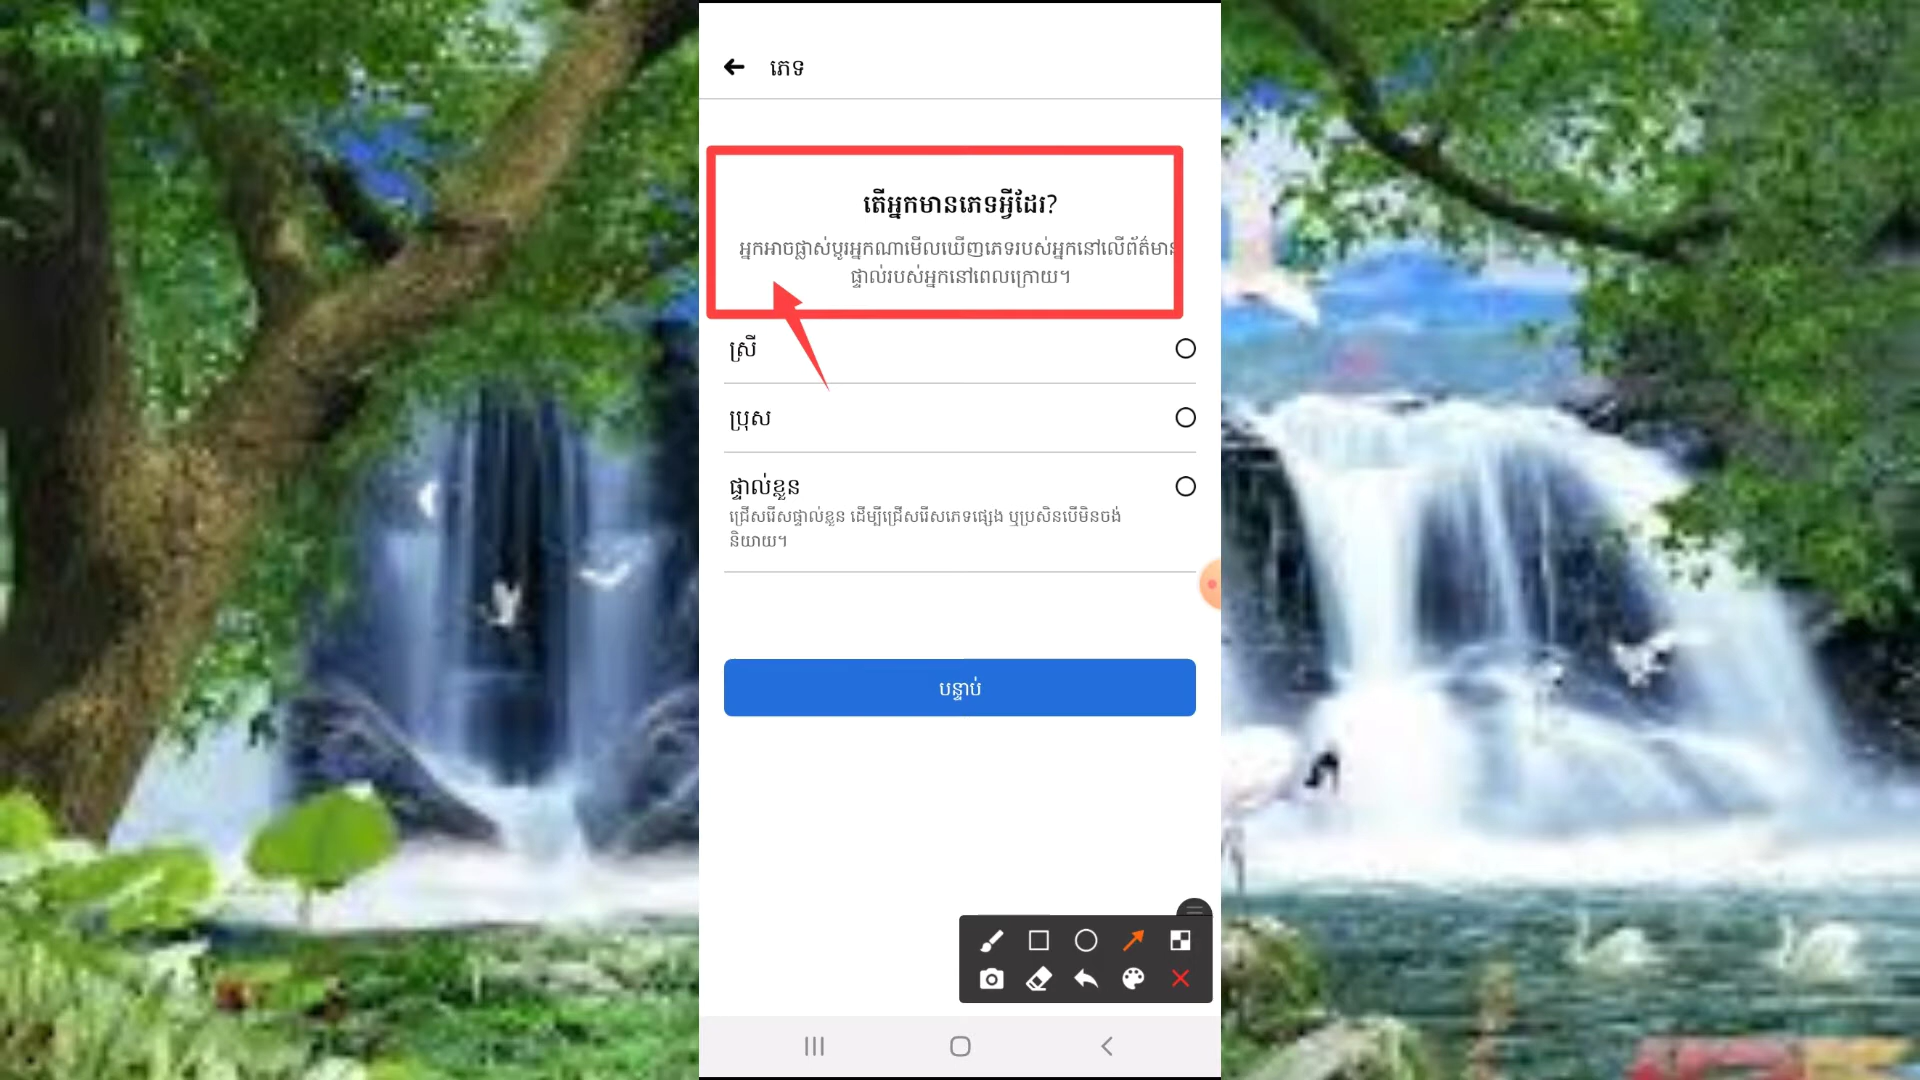 ភេទ
តើអ្នកមានភេទអ្វីដែរ?
អ្នកអាចផ្លាស់ប្ដូរអ្នកណាមើលឃើញភេទរបស់អ្នកនៅលើព័ត៌មាន
ផ្ទាល់របស់អ្នកនៅពេលក្រោយ។
ស្រី
ប្រុស
ផ្ទាល់ខ្លួន
ជ្រើសរើសផ្ទាល់ខ្លួន ដើម្បីជ្រើសរើសភេទផ្សេង ឬប្រសិនបើមិនចង់
និយាយ។
បន្ទាប់